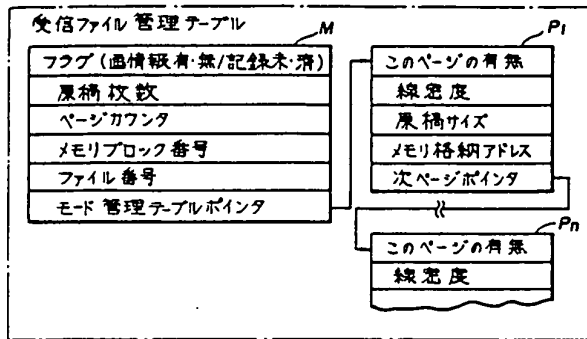 受信ファイル管理テーブル
M
フラグ(画情報有・無/記録未・済)
原稿枚数
ページカウンタ
メモリブロック番号
ファイル番号
モード管理テーブルポインタ
P1
このページの有無
線密度
原稿サイズ
メモリ格納アドレス
次ページポインタ
Pn
このページの有無
線密度